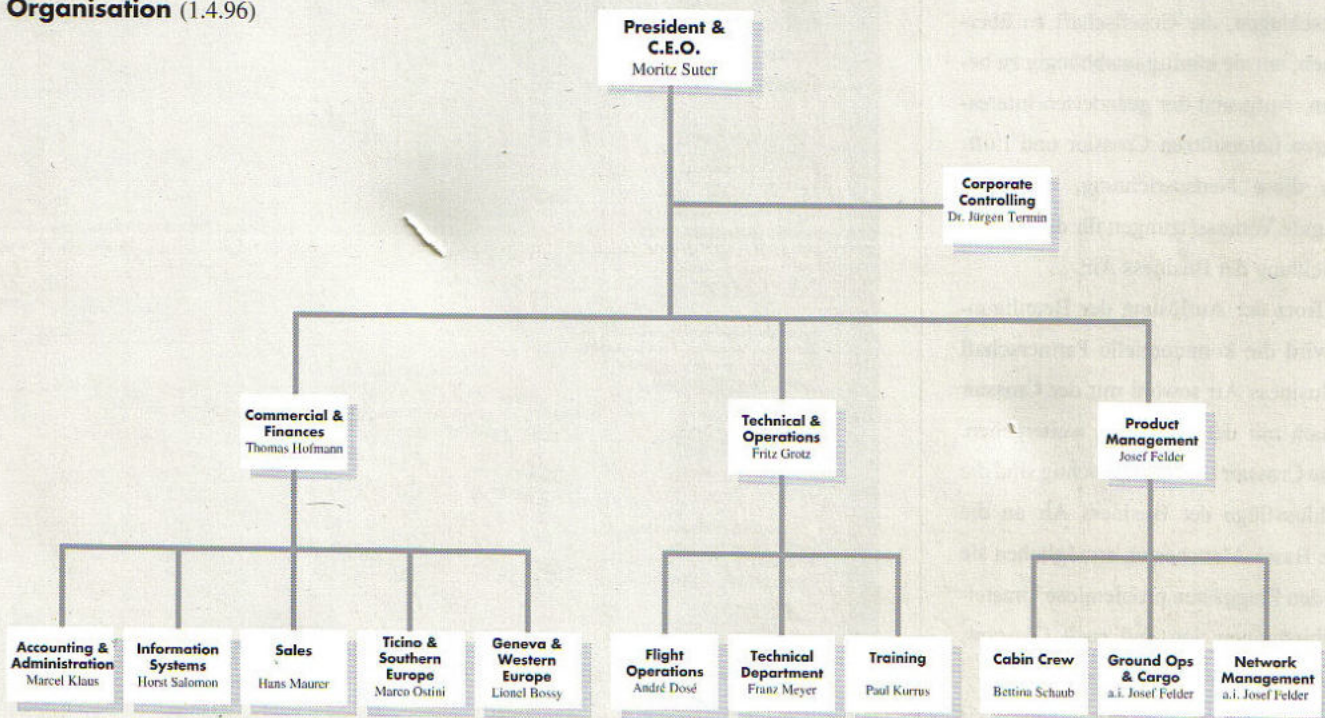 Organisation (1.4.96)
President &
C.E.O.
Moritz Suter
Corporate
Controlling
Dr. Jürgen Termin
Commercial &
Finances
Thomas Hofmann
Technical &
Operations
Fritz Grotz
Product
Management
Josef Felder
Accounting &
Administration
Marcel Klaus
Information
Systems
Horst Salomon
Sales
Hans Maurer
Ticino &
Southern
Europe
Marco Ostini
Geneva &
Western
Europe
Lionel Bossy
Flight
Operations
André Dosé
Technical
Department
Franz Meyer
Training
Paul Kurrus
Cabin Crew
Bettina Schaub
Ground Ops
& Cargo
a.i. Josef Felder
Network
Management
a.i. Josef Felder